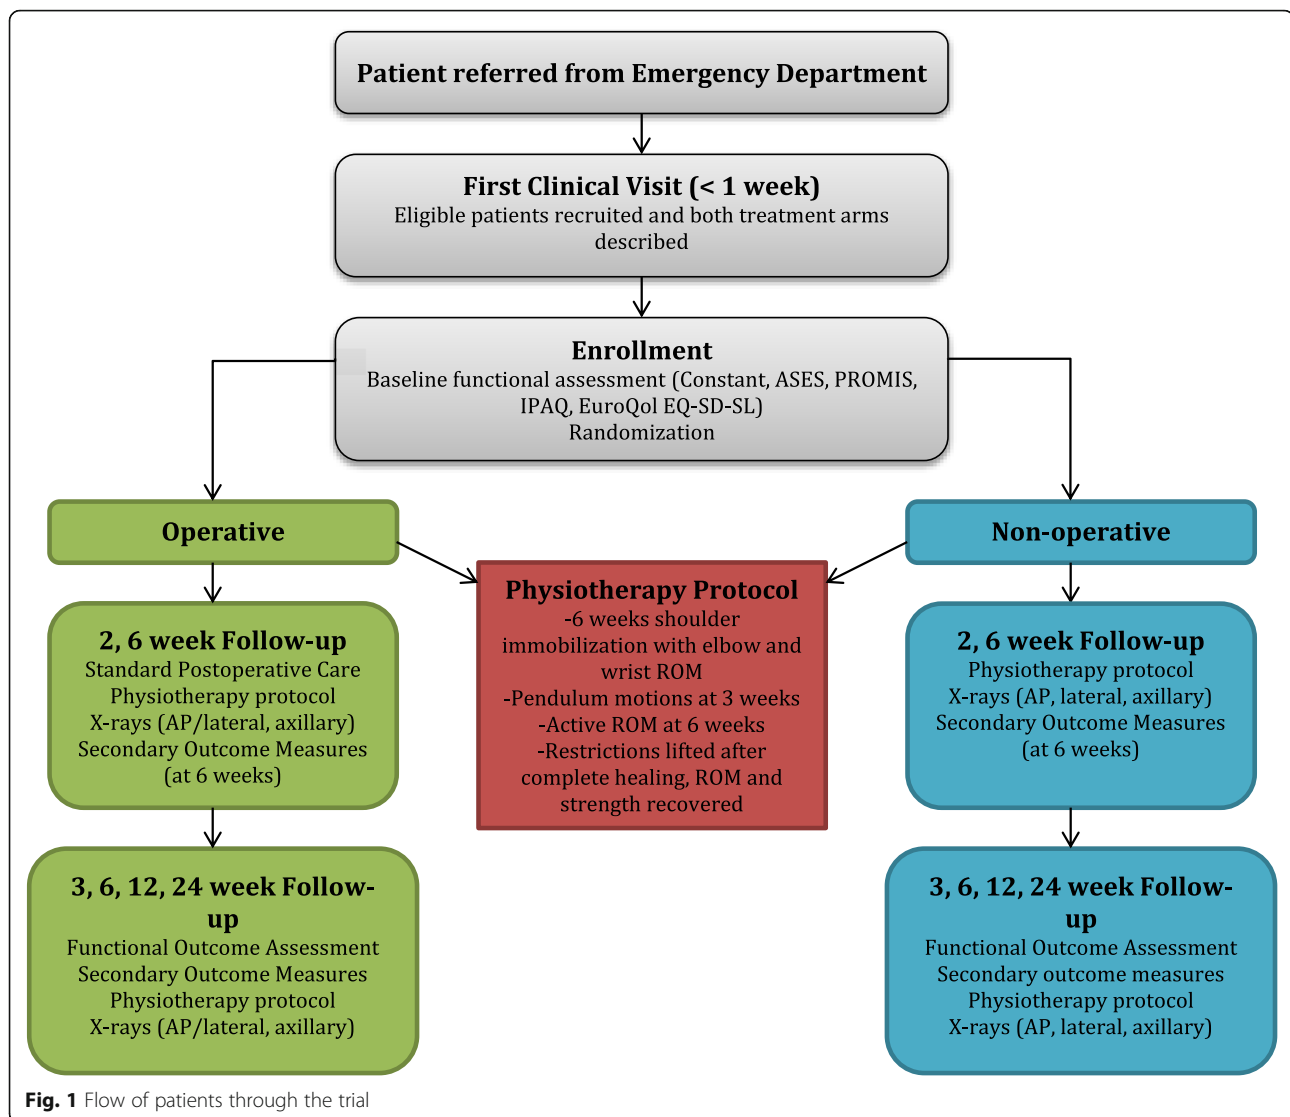 Patient referred from Emergency Department
First Clinical Visit (< 1 week)
Eligible patients recruited and both treatment arms
described
Enrollment
Baseline functional assessment (Constant, ASES, PROMIS,
IPAQ, EuroQol EQ-SD-SL)
Randomization
Operative
Non-operative
Physiotherapy Protocol
-6 weeks shoulder
immobilization with elbow and
wrist ROM
-Pendulum motions at 3 weeks
-Active ROM at 6 weeks
-Restrictions lifted after
complete healing, ROM and
strength recovered
2, 6 week Follow-up
Standard Postoperative Care
Physiotherapy protocol
X-rays (AP/lateral, axillary)
Secondary Outcome Measures
(at 6 weeks)
2, 6 week Follow-up
Physiotherapy protocol
X-rays (AP, lateral, axillary)
Secondary Outcome Measures
(at 6 weeks)
3, 6, 12, 24 week Follow-
up
Functional Outcome Assessment
Secondary Outcome Measures
Physiotherapy protocol
X-rays (AP/lateral, axillary)
3, 6, 12, 24 week Follow-
up
Functional Outcome Assessment
Secondary outcome measures
Physiotherapy protocol
X-rays (AP, lateral, axillary)
Fig. 1 Flow of patients through the trial